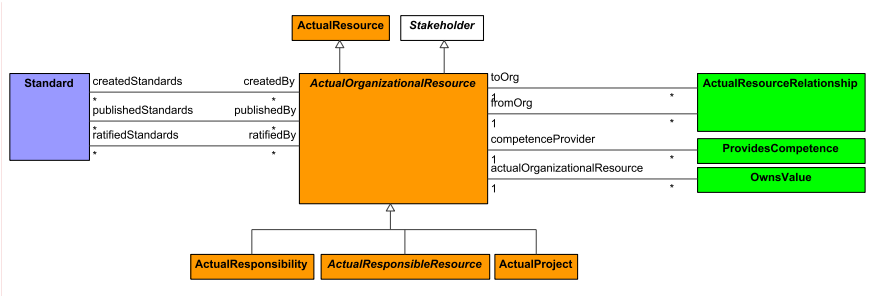 ActualResource
Stakeholder
Standard
createdStandards
createdBy
ActualOrganizationalResource
toOrg
ActualResourceRelationship
*
*
1
*
publishedStandards
publishedBy
fromOrg
*
*
1
*
ratifiedStandards
ratifiedBy
competenceProvider
ProvidesCompetence
*
*
1
*
actualOrganizationalResource
OwnsValue
1
*
ActualResponsibility
ActualResponsibleResource
ActualProject